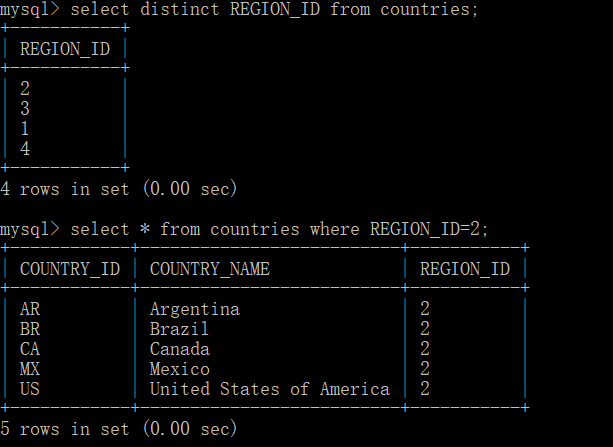 mysql> select distinct REGION_ID from countries;
+-----------+
| REGION_ID |
+-----------+
| 2         |
| 3         |
| 1         |
| 4         |
+-----------+
4 rows in set (0.00 sec)
mysql> select * from countries where REGION_ID=2;
+------------+--------------------------+-----------+
| COUNTRY_ID | COUNTRY_NAME             | REGION_ID |
+------------+--------------------------+-----------+
| AR         | Argentina                | 2         |
| BR         | Brazil                   | 2         |
| CA         | Canada                   | 2         |
| MX         | Mexico                   | 2         |
| US         | United States of America | 2         |
+------------+--------------------------+-----------+
5 rows in set (0.00 sec)